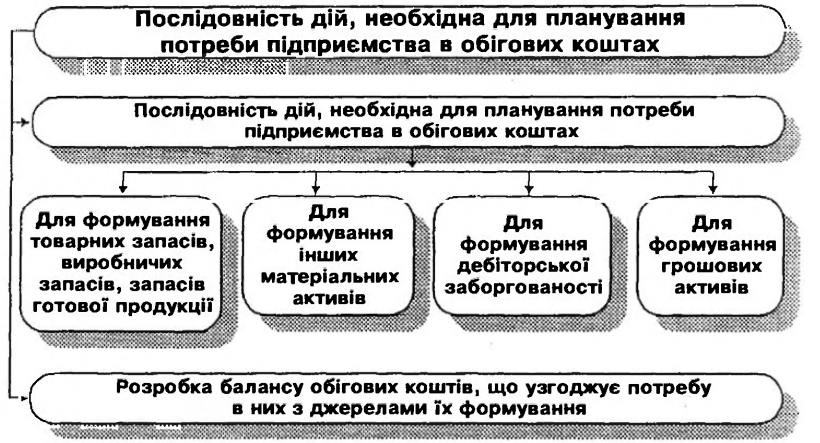 Послідовність дій, необхідна для планування
потреби підприємства в обігових коштах
Послідовність дій, необхідна для планування потреби
підприємства в обігових коштах
Для формування
товарних запасів,
виробничих
запасів, запасів
готової продукції
Для
формування
інших
матеріальних
активів
Для
формування
дебіторської
заборгованості
Для
формування
грошових
активів
Розробка балансу обігових коштів, що узгоджує потребу
в них з джерелами їх формування